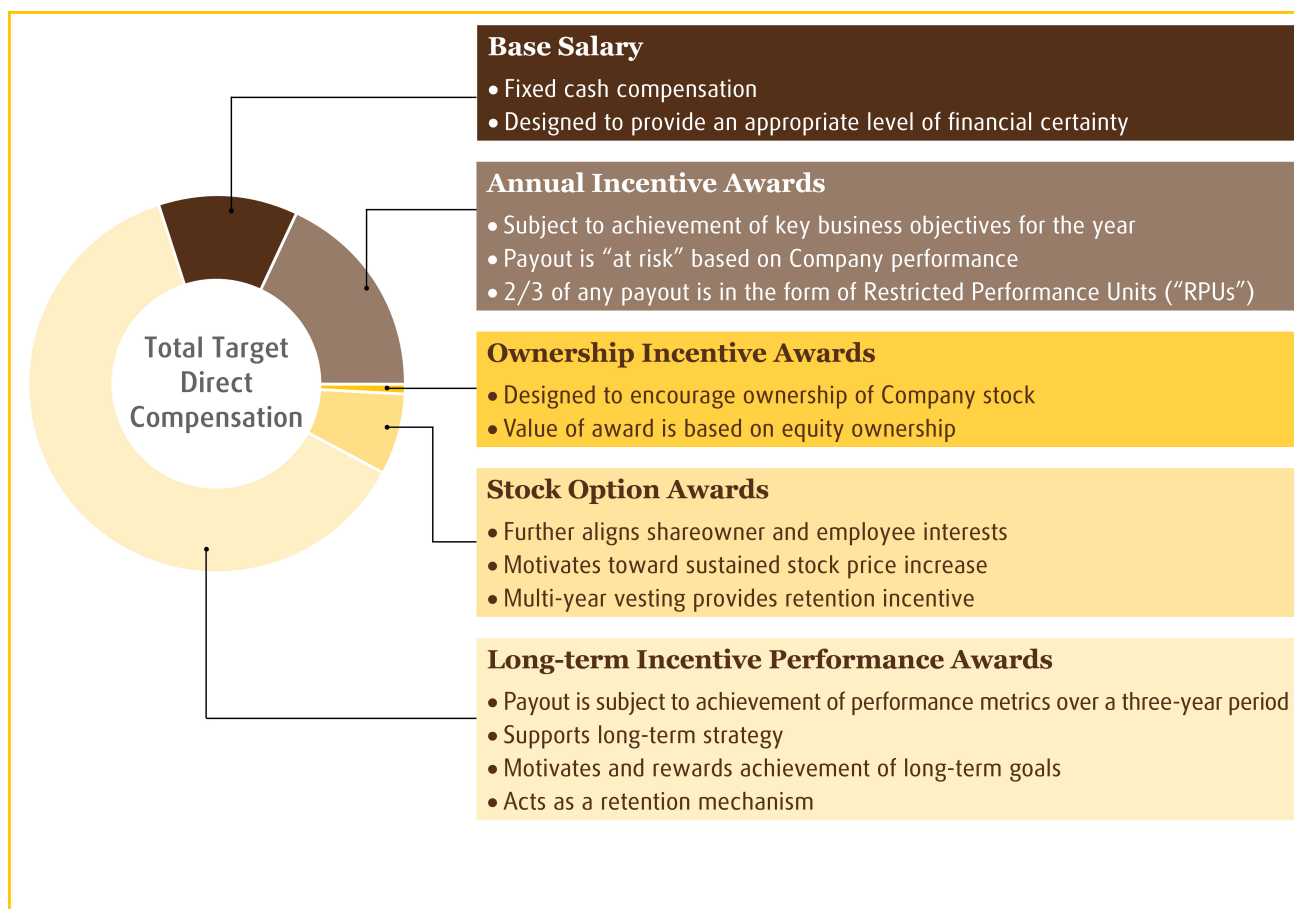 Total Target
Direct
Compensation
Base Salary
• Fixed cash compensation
• Designed to provide an appropriate level of financial certainty
Annual Incentive Awards
• Subject to achievement of key business objectives for the year
• Payout is “at risk” based on Company performance
• 2/3 of any payout is in the form of Restricted Performance Units (“RPUs”)
Ownership Incentive Awards
• Designed to encourage ownership of Company stock
• Value of award is based on equity ownership
Stock Option Awards
• Further aligns shareowner and employee interests
• Motivates toward sustained stock price increase
• Multi-year vesting provides retention incentive
Long-term Incentive Performance Awards
• Payout is subject to achievement of performance metrics over a three-year period
• Supports long-term strategy
• Motivates and rewards achievement of long-term goals
• Acts as a retention mechanism